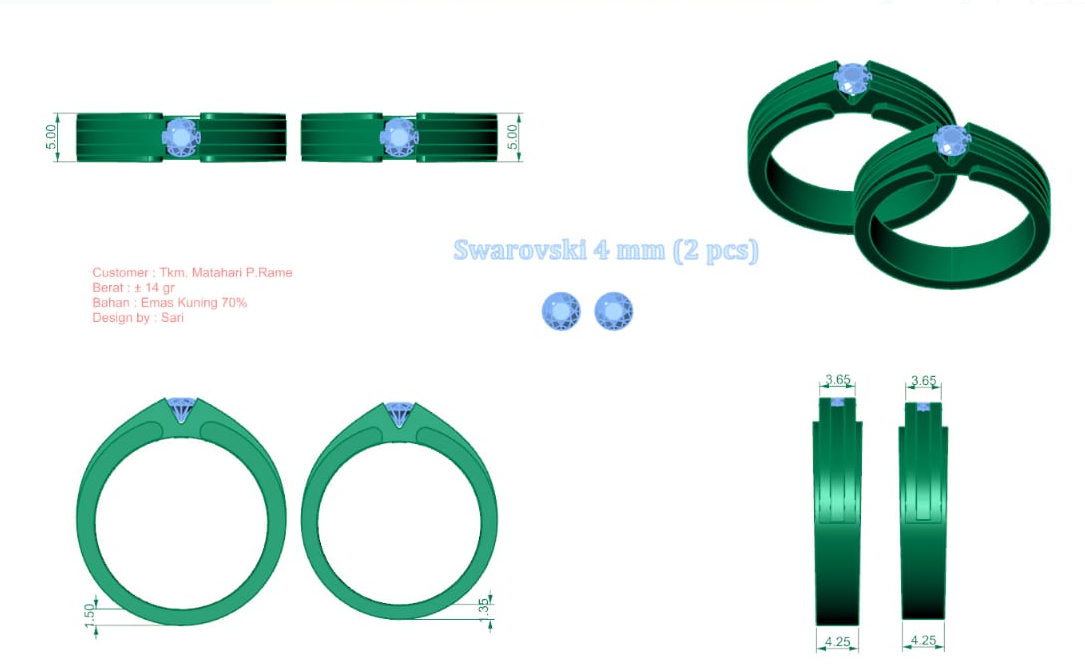 5.00
5.00
Swarovski 4 mm (2 pcs)
Customer : Tkm. Matahari P.Rame
Berat : ± 14 gr
Bahan : Emas Kuning 70%
Design by : Sari
3.65
3.65
1.50
1.35
4.25
4.25